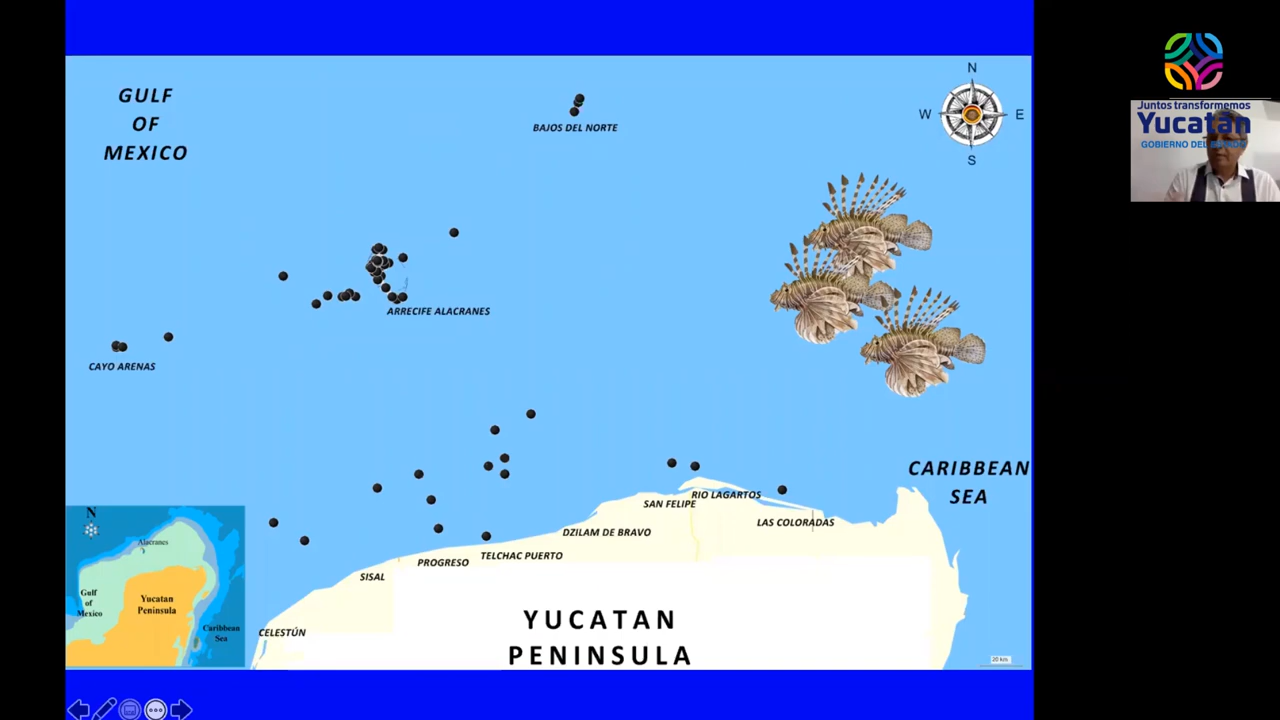 GULF
OF
MEXICO
BAJOS DEL NORTE
N
W
E
S
Juntos transformemos
Yucatán
GOBIERNO DEL ESTADO
ARRECIFE ALACRANES
CAYO ARENAS
CARIBBEAN
SEA
RIO LAGARTOS
SAN FELIPE
LAS COLORADAS
DZILAM DE BRAVO
TELCHAC PUERTO
PROGRESO
SISAL
CELESTÚN
YUCATAN
PENINSULA
N
Alacranes
Gulf
of
Mexico
Yucatan
Peninsula
Caribbean
Sea
20 km